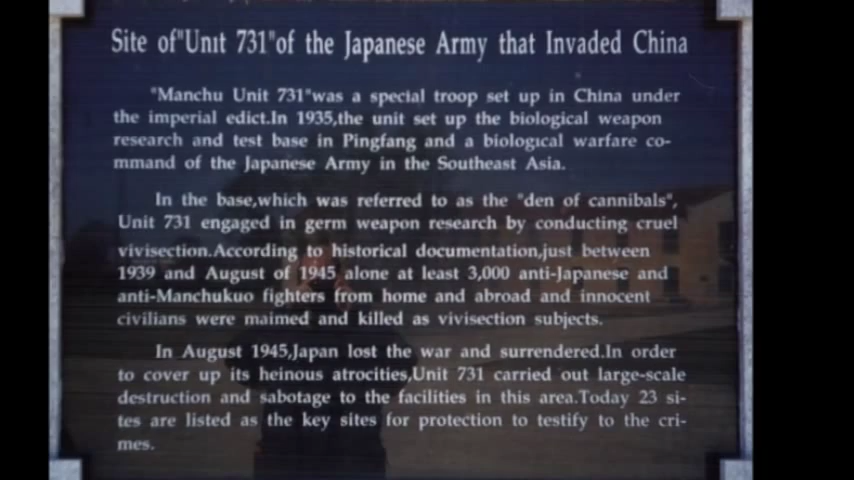 Site of"Unit 731"of the Japanese Army that Invaded China
"Manchu Unit 731"was a special troop set up in China under
the imperial edict.In 1935,the unit set up the biological weapon
research and test base in Pingfang and a biological warfare co-
mmand of the Japanese Army in the Southeast Asia.
In the base,which was referred to as the "den of cannibals",
Unit 731 engaged in germ weapon research by conducting cruel
vivisection.According to historical documentation,just between
1939 and August of 1945 alone at least 3,000 anti-Japanese and
anti-Manchukuo fighters from home and abroad and innocent
civilians were maimed and killed as vivisection subjects.
In August 1945,Japan lost the war and surrendered.In order
to cover up its heinous atrocities,Unit 731 carried out large-scale
destruction and sabotage to the facilities in this area.Today 23 si-
tes are listed as the key sites for protection to testify to the cri-
mes.